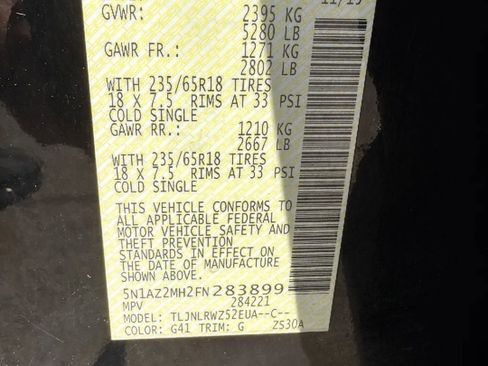 11/15
GVWR: 2395 KG
5280 LB
GAWR FR.: 1271 KG
2802 LB
WITH 235/65R18 TIRES
18 X 7.5 RIMS AT 33 PSI
COLD SINGLE
GAWR RR.: 1210 KG
2667 LB
WITH 235/65R18 TIRES
18 X 7.5 RIMS AT 33 PSI
COLD SINGLE
THIS VEHICLE CONFORMS TO
ALL APPLICABLE FEDERAL
MOTOR VEHICLE SAFETY AND
THEFT PREVENTION
STANDARDS IN EFFECT ON
THE DATE OF MANUFACTURE
SHOWN ABOVE.
5N1AZ2MH2FN283899
MPV 284221
MODEL: TLJNLRWZ52EUA--C--
COLOR: G41 TRIM: G ZS30A